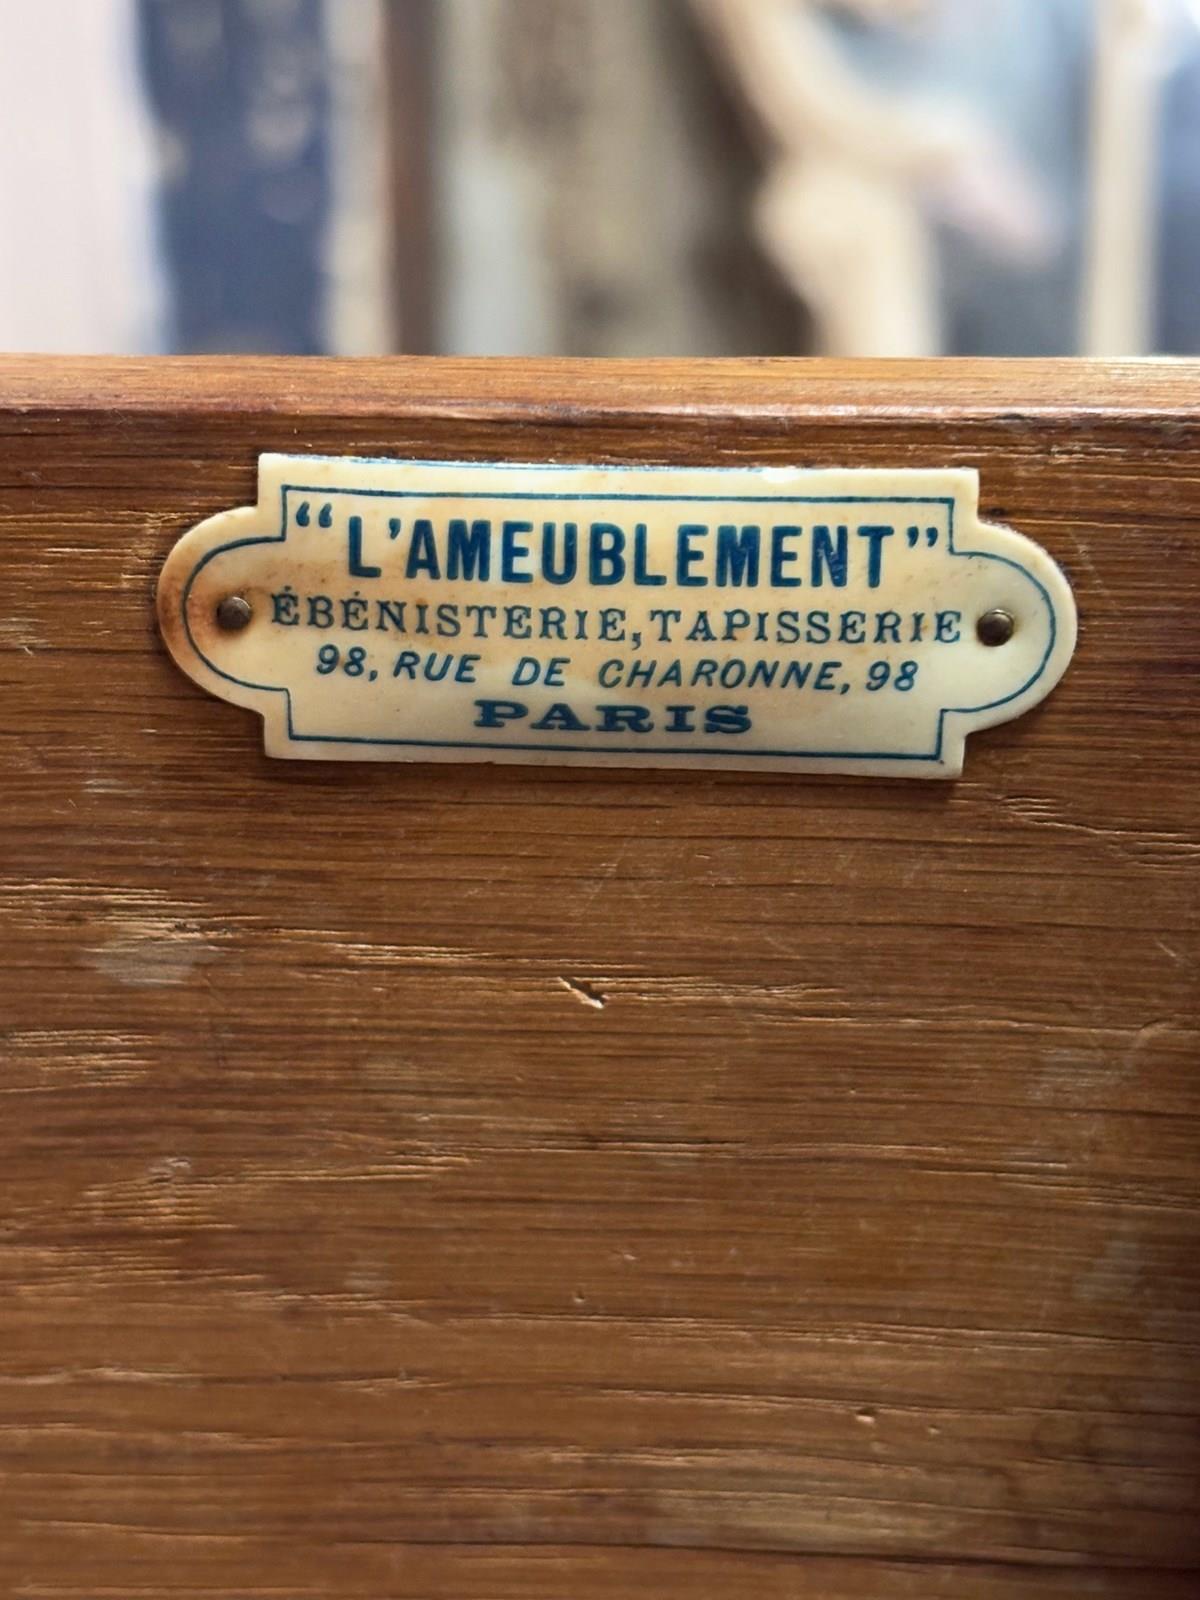 “L'AMEUBLEMENT”
ÉBÉNISTERIE, TAPISSERIE
98, RUE DE CHARONNE, 98
PARIS